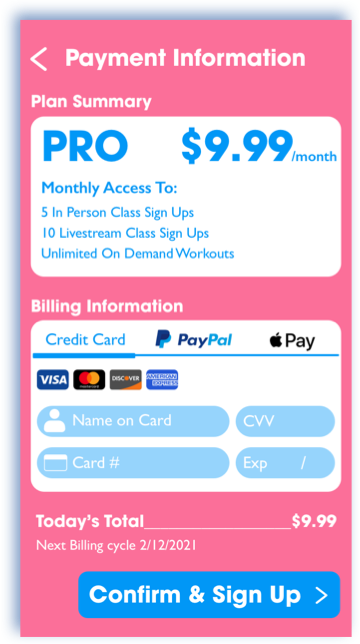 Payment Information
Plan Summary
PRO $9.99/month
Monthly Access To:
5 In Person Class Sign Ups
10 Livestream Class Sign Ups
Unlimited On Demand Workouts
Billing Information
Credit Card PayPal Pay
VISA mastercard DISCOVER AMERICAN EXPRESS
Name on Card CVV
Card # Exp /
Today's Total $9.99
Next Billing cycle 2/12/2021
Confirm & Sign Up >